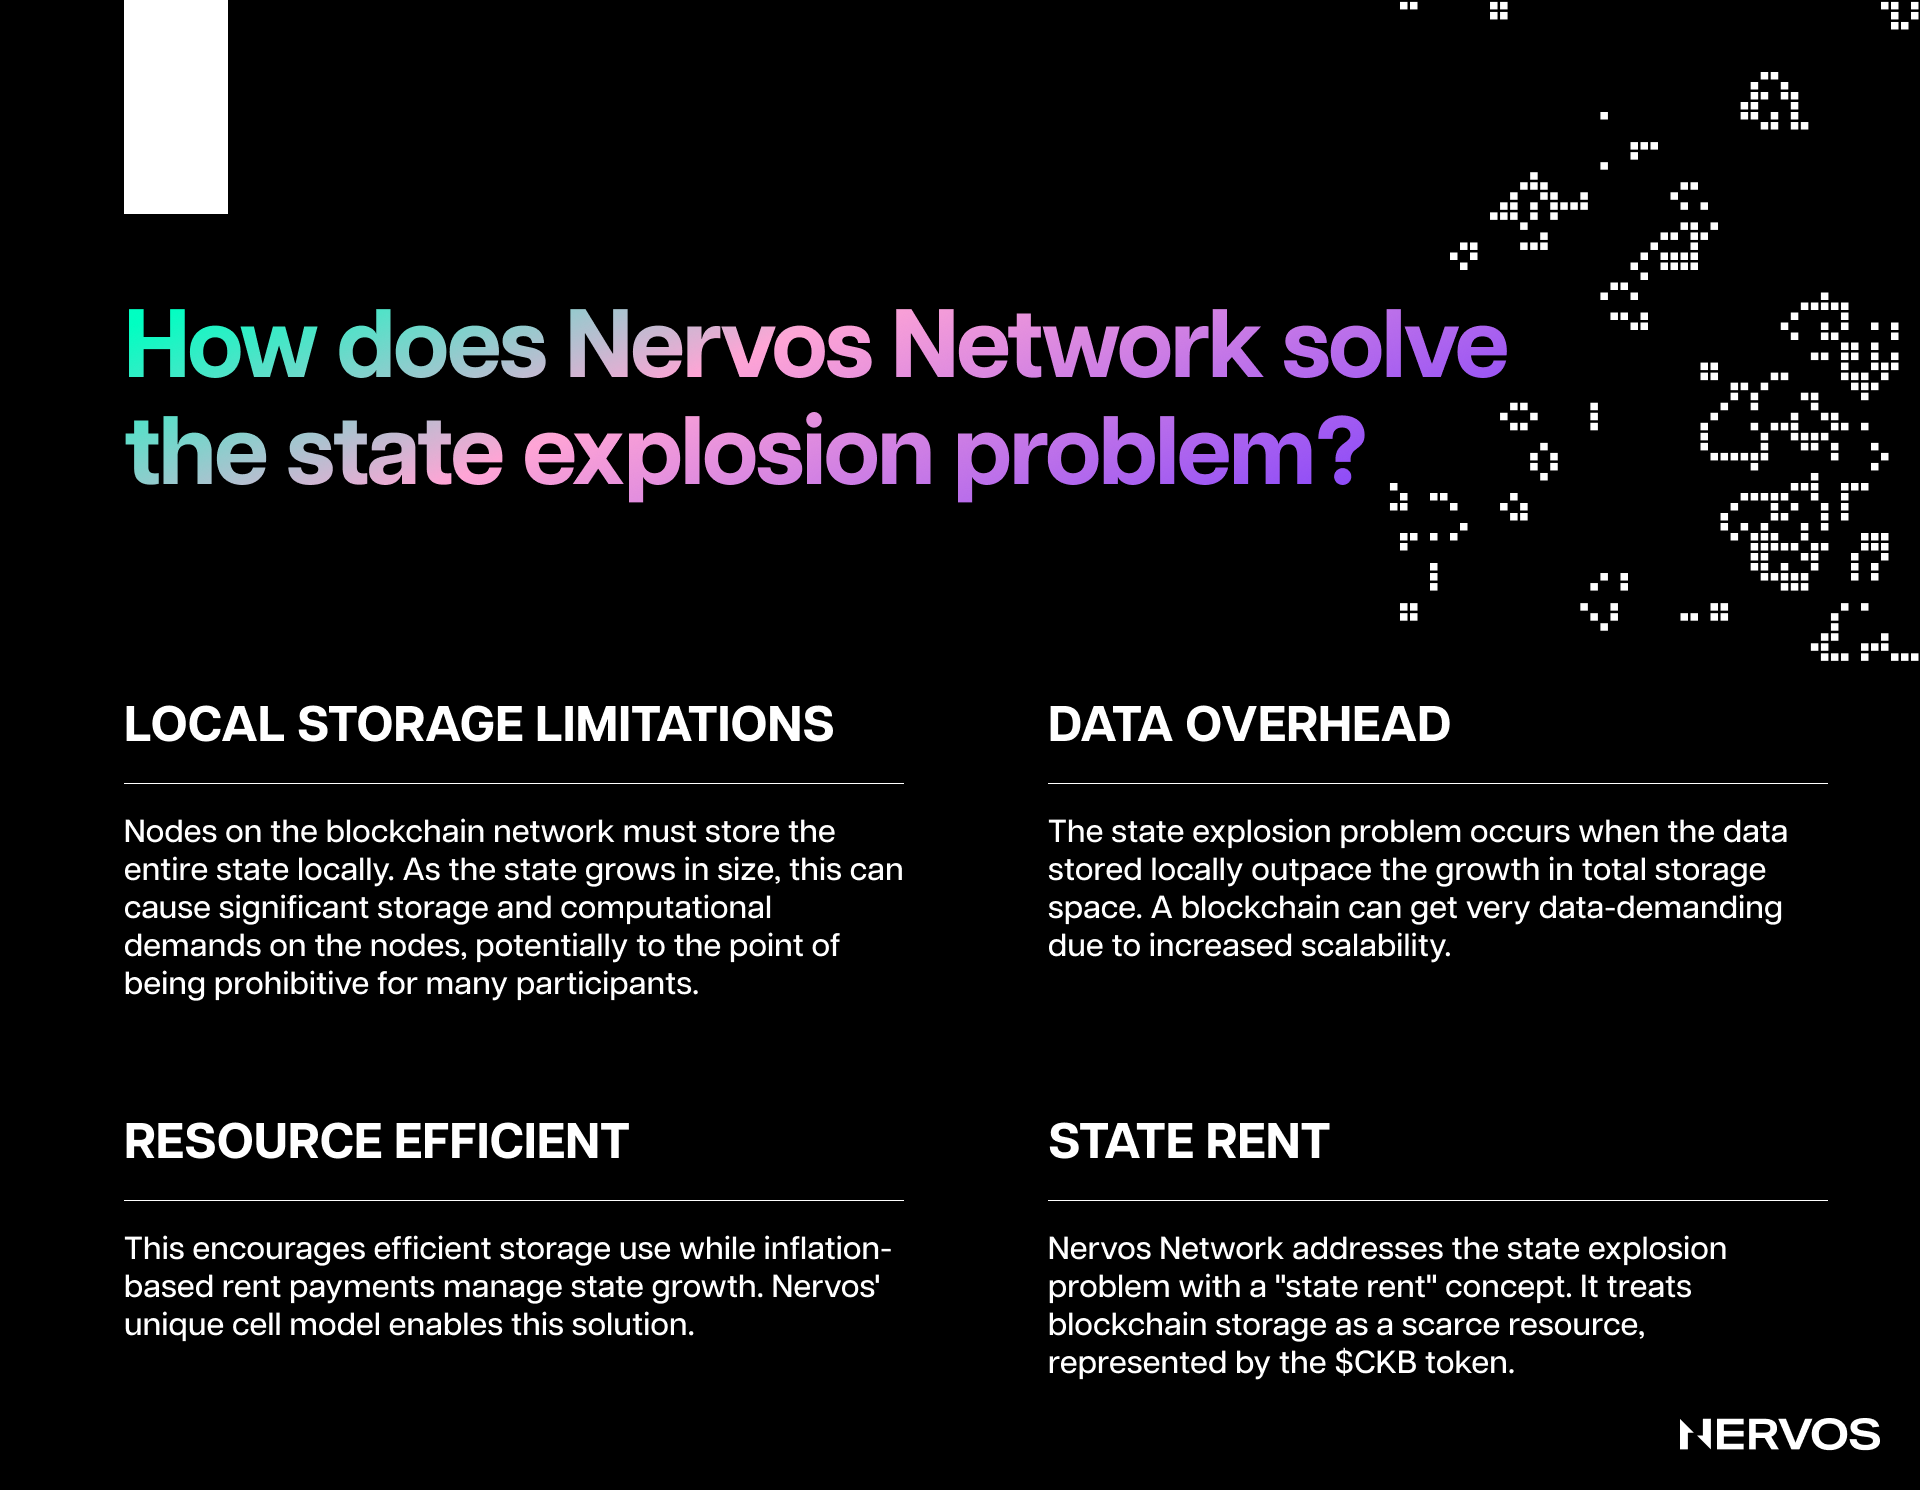 How does Nervos Network solve
the state explosion problem?
LOCAL STORAGE LIMITATIONS
Nodes on the blockchain network must store the
entire state locally. As the state grows in size, this can
cause significant storage and computational
demands on the nodes, potentially to the point of
being prohibitive for many participants.
DATA OVERHEAD
The state explosion problem occurs when the data
stored locally outpace the growth in total storage
space. A blockchain can get very data-demanding
due to increased scalability.
RESOURCE EFFICIENT
This encourages efficient storage use while inflation-
based rent payments manage state growth. Nervos'
unique cell model enables this solution.
STATE RENT
Nervos Network addresses the state explosion
problem with a "state rent" concept. It treats
blockchain storage as a scarce resource,
represented by the $CKB token.
NERVOS